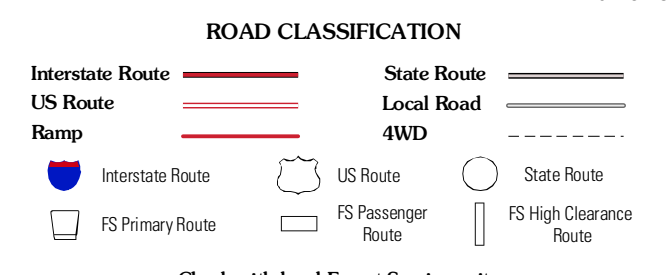 ROAD CLASSIFICATION
Interstate Route
State Route
US Route
Local Road
Ramp
4WD
Interstate Route
US Route
State Route
FS Primary Route
FS Passenger
Route
FS High Clearance
Route